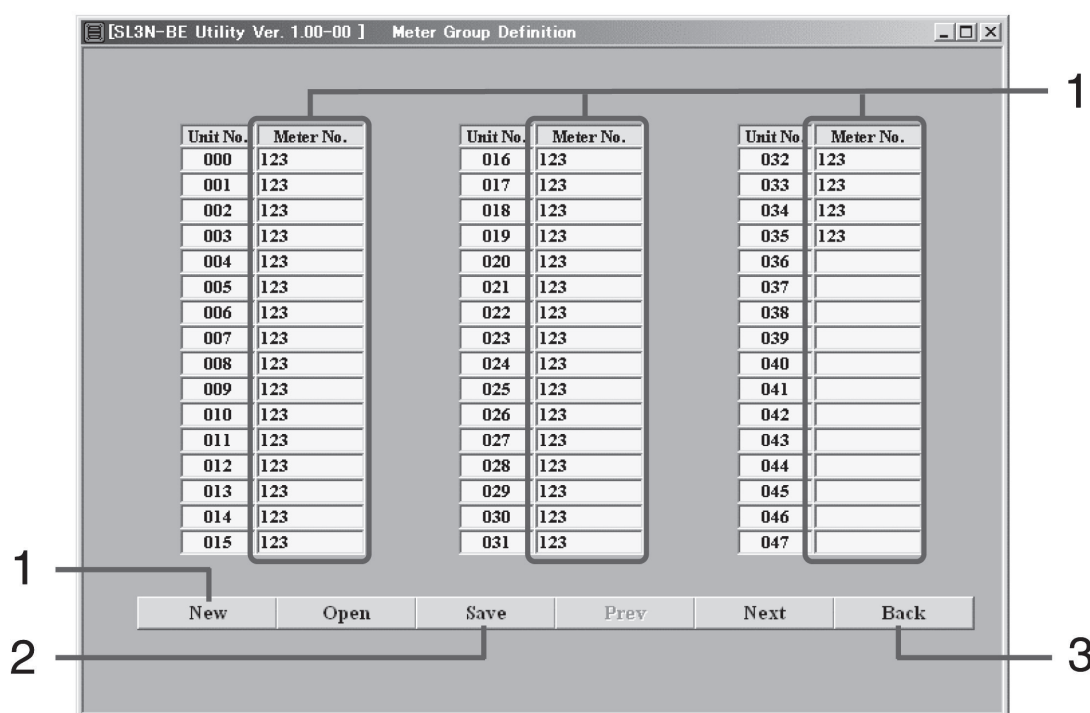 [SL3N-BE Utility Ver. 1.00-00 ] Meter Group Definition
1
Unit No. Meter No. Unit No. Meter No. Unit No. Meter No.
000 123 016 123 032 123
001 123 017 123 033 123
002 123 018 123 034 123
003 123 019 123 035 123
004 123 020 123 036
005 123 021 123 037
006 123 022 123 038
007 123 023 123 039
008 123 024 123 040
009 123 025 123 041
010 123 026 123 042
011 123 027 123 043
012 123 028 123 044
013 123 029 123 045
014 123 030 123 046
015 123 031 123 047
1
New Open Save Prev Next Back
2 3